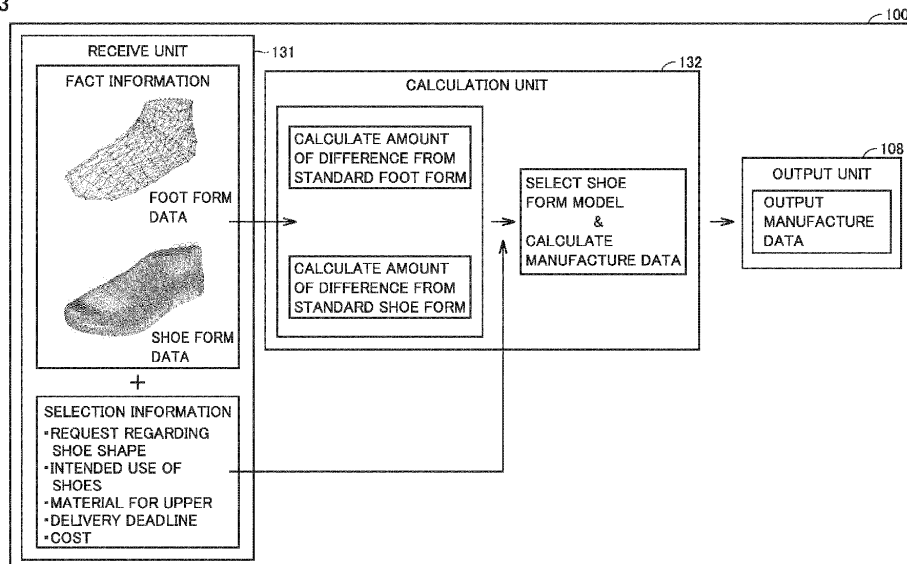 3
100
RECEIVE UNIT
131
FACT INFORMATION
FOOT FORM
DATA
SHOE FORM
DATA
+
SELECTION INFORMATION
▪REQUEST REGARDING
SHOE SHAPE
▪INTENDED USE OF
SHOES
▪MATERIAL FOR UPPER
▪DELIVERY DEADLINE
▪COST
132
CALCULATION UNIT
CALCULATE AMOUNT
OF DIFFERENCE FROM
STANDARD FOOT FORM
CALCULATE AMOUNT
OF DIFFERENCE FROM
STANDARD SHOE FORM
SELECT SHOE
FORM MODEL
&
CALCULATE
MANUFACTURE DATA
108
OUTPUT UNIT
OUTPUT
MANUFACTURE
DATA